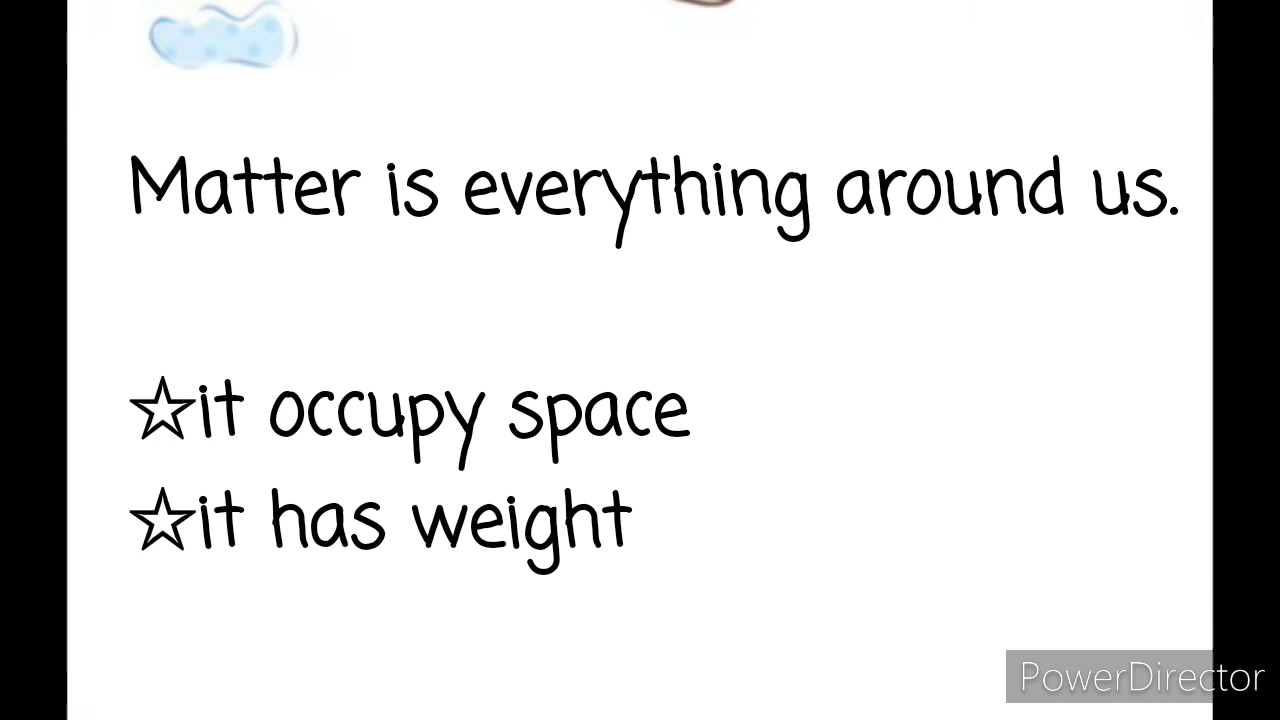 Matter is everything around us.
☆it occupy space
☆it has weight
PowerDirector